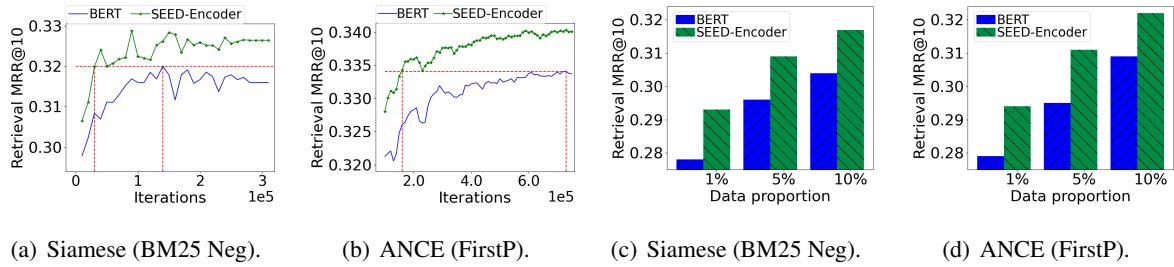 BERT SEED-Encoder
Retrieval MRR@10
0.33
0.32
0.31
0.30
0 1 2 3
1e5
Iterations
(a) Siamese (BM25 Neg).
BERT SEED-Encoder
Retrieval MRR@10
0.340
0.334
0.325
0.320
2.0 4.0 6.0
1e5
Iterations
(b) ANCE (FirstP).
BERT
SEED-Encoder
Retrieval MRR@10
0.32
0.31
0.30
0.29
0.28
1% 5% 10%
Data proportion
(c) Siamese (BM25 Neg).
BERT
SEED-Encoder
Retrieval MRR@10
0.32
0.31
0.30
0.29
0.28
1% 5% 10%
Data proportion
(d) ANCE (FirstP).